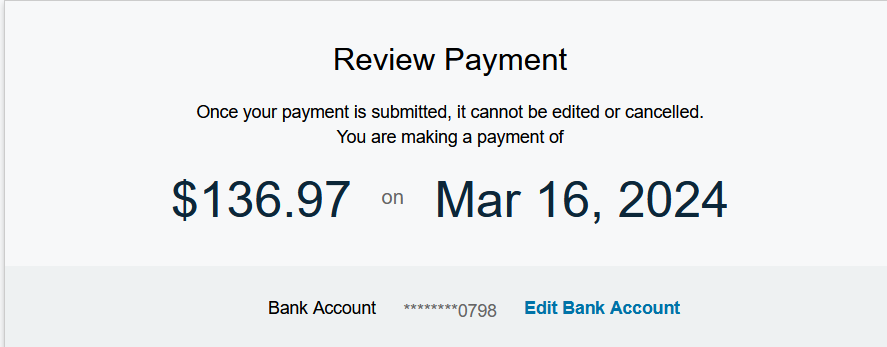 Review Payment
Once your payment is submitted, it cannot be edited or cancelled.
You are making a payment of
$136.97 on Mar 16, 2024
Bank Account ********0798 Edit Bank Account